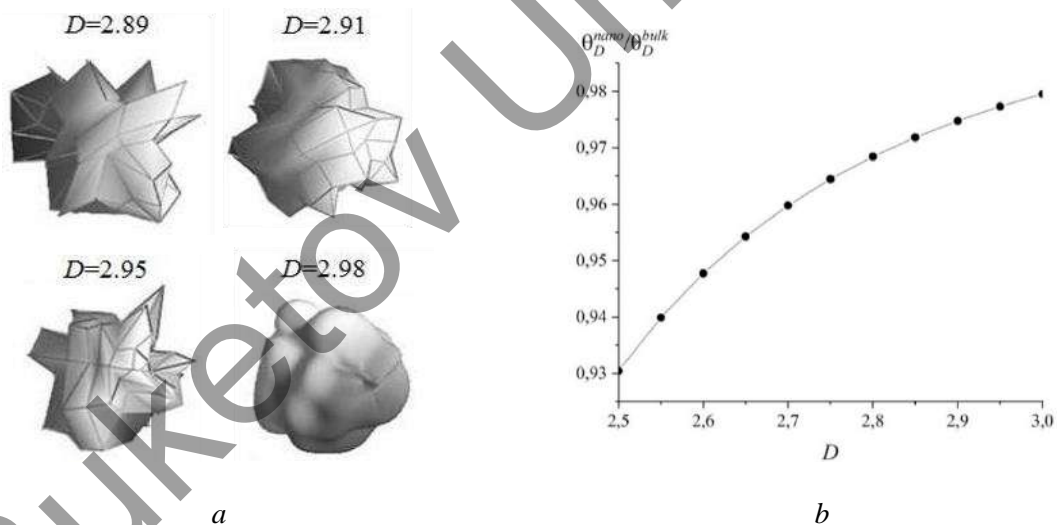 D=2.89
D=2.91
D=2.95
D=2.98
a
θ_D^{nano}/θ_D^{bulk}
0,98
0,97
0,96
0,95
0,94
0,93
2,5
2,6
2,7
2,8
2,9
3,0
D
b
Buketov